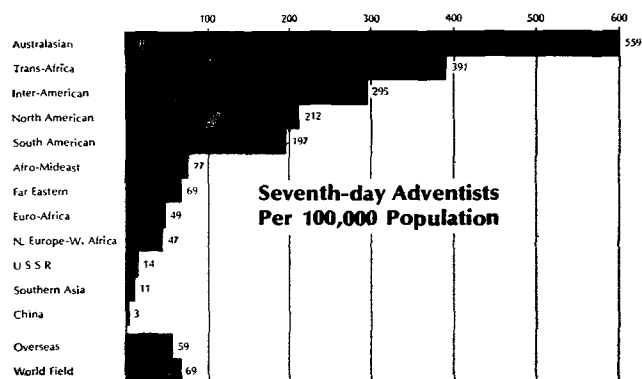 100 200 300 400 500 600
Australasian 559
Trans-Africa 391
Inter-American 295
North American 212
South American 197
Afro-Mideast 77
Far Eastern 69
Seventh-day Adventists
Euro-Africa 49
Per 100,000 Population
N. Europe-W. Africa 47
U S S R 14
Southern Asia 11
China 3
Overseas 59
World Field 69